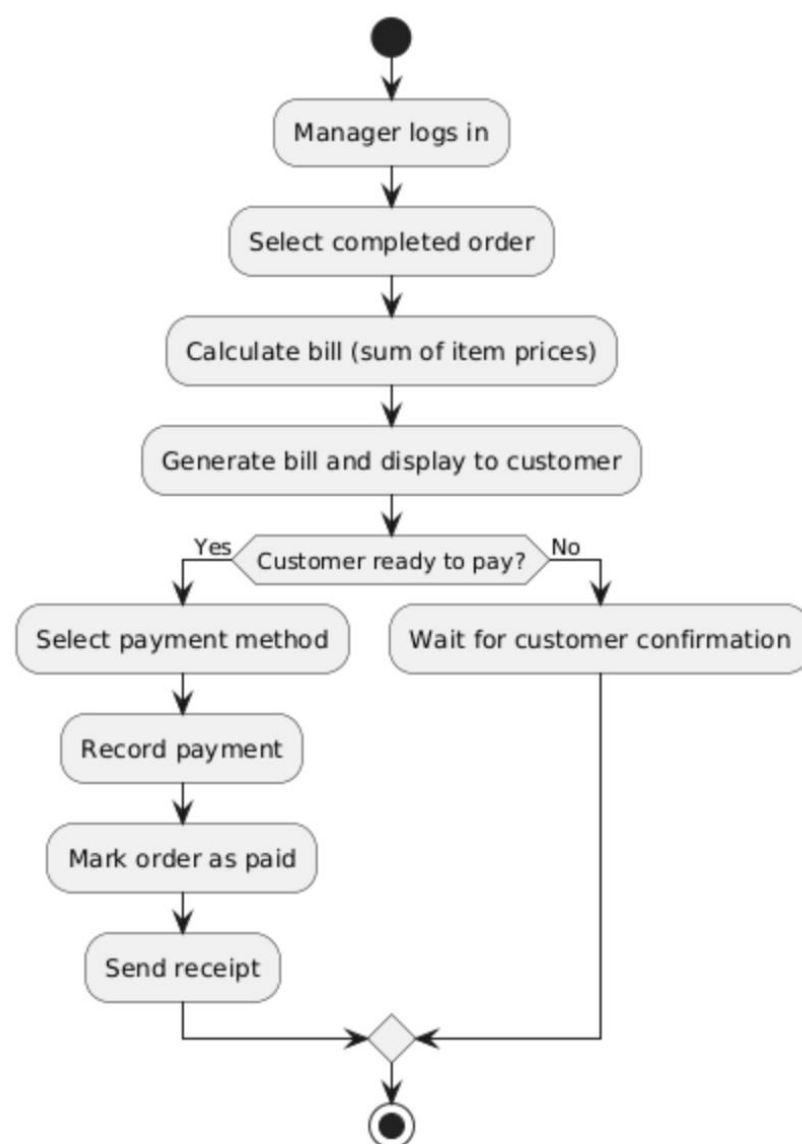 Manager logs in
Select completed order
Calculate bill (sum of item prices)
Generate bill and display to customer
Yes
Customer ready to pay?
No
Select payment method
Wait for customer confirmation
Record payment
Mark order as paid
Send receipt